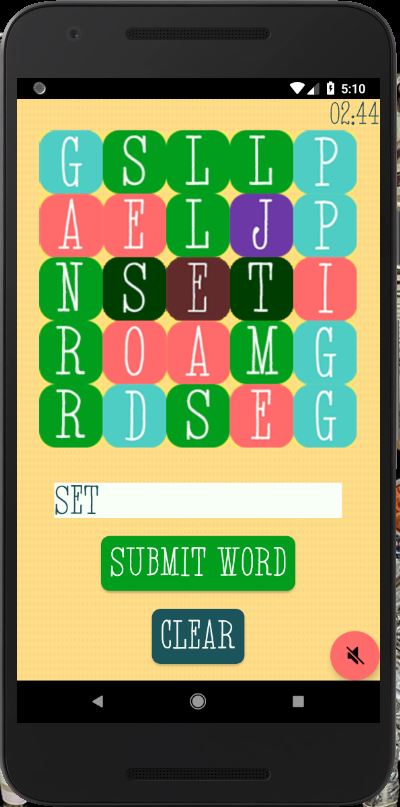 5:10
02:44
G S L L P
A E L J P
N S E T I
R O A M G
R D S E G
SET
SUBMIT WORD
CLEAR